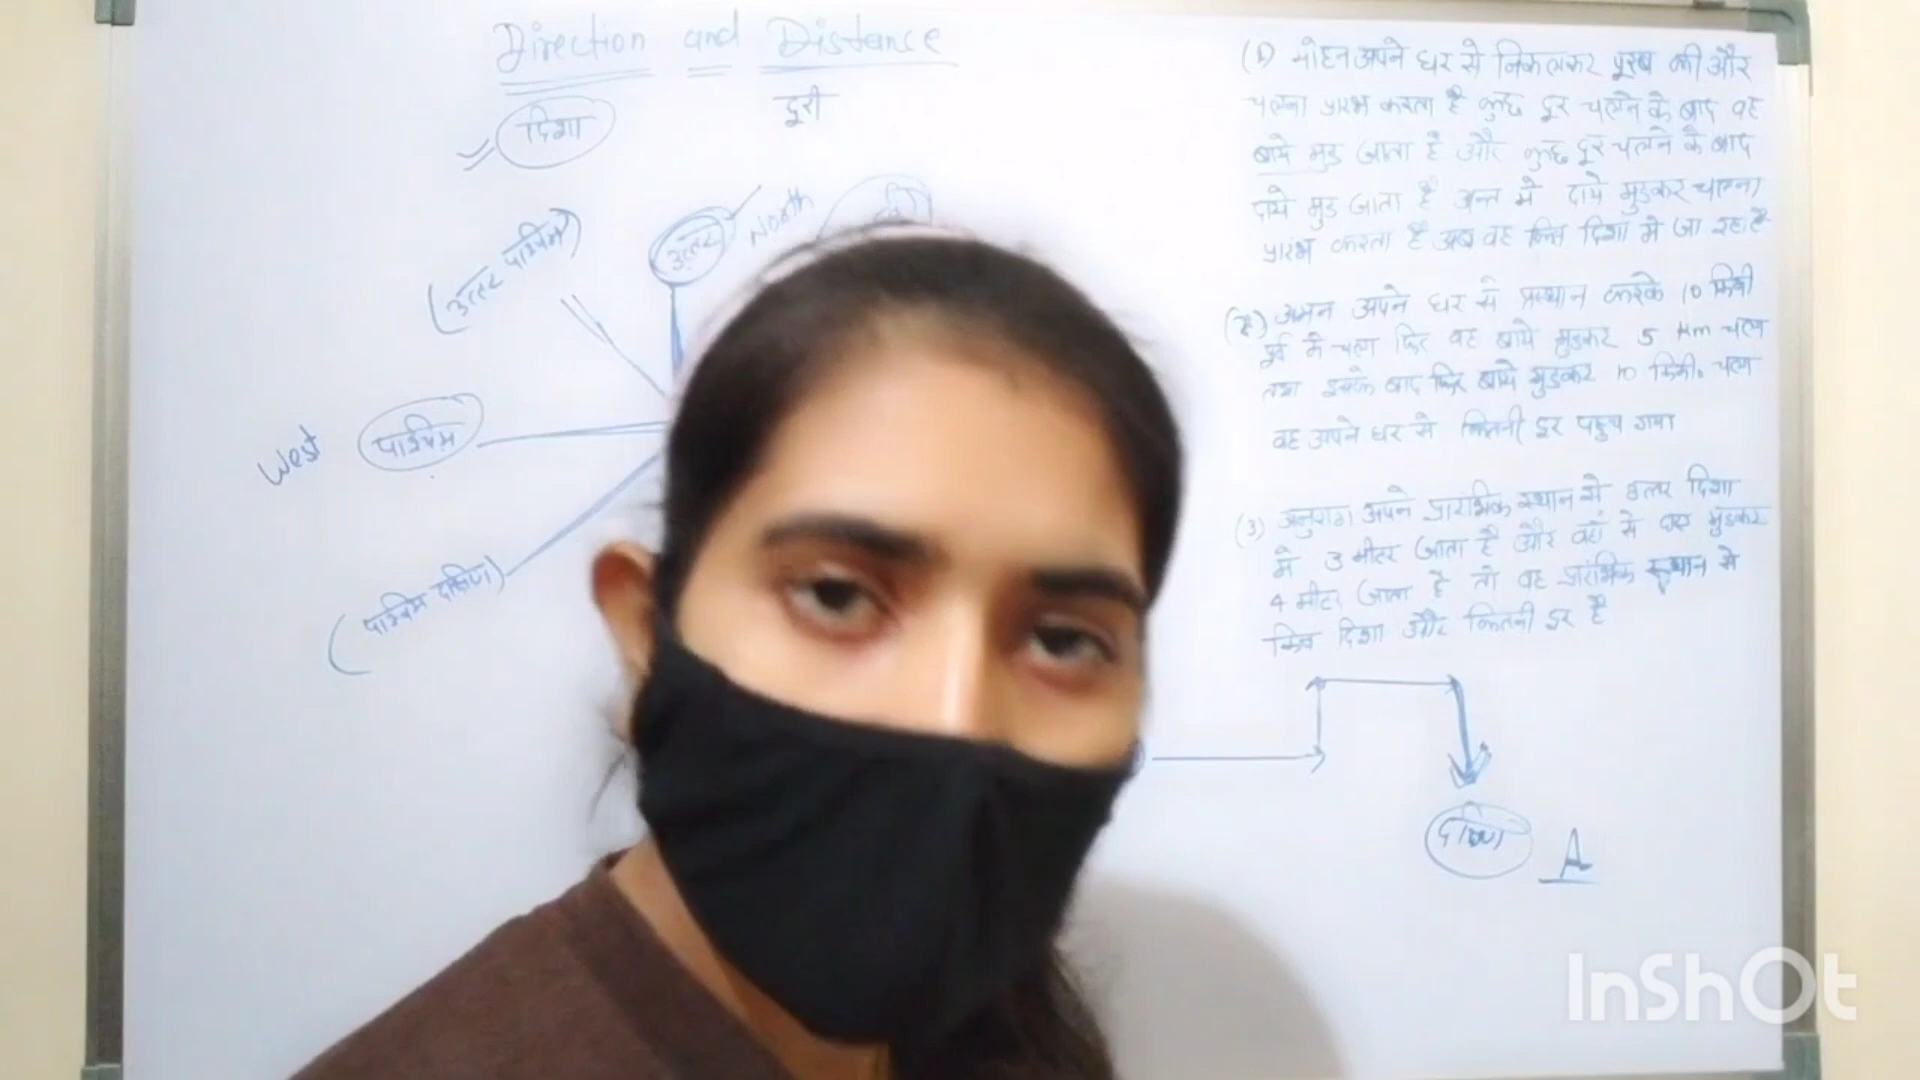 Direction and Distance
दिशा
दूरी
(उत्तर पश्चिम)
उत्तर
North
West
पश्चिम
(पश्चिम दक्षिण)
(1) मोहन अपने घर से निकलकर पूरब की और
चलना प्रारंभ करता है कुछ दूर चलने के बाद वह
बाये मुड जाता है और कुछ दूर चलने के बाद
दाये मुड जाता है अन्त मे दाये मुडकर चलना
प्रारंभ करता है अब वह किस दिशा मे जा रहा है
(2) अमन अपने घर से प्रस्थान करके 10 किमी
पूर्व मे चला फिर वह बाये मुडकर 5 Km चला
तथा इसके बाद फिर बाये मुडकर 10 किमी. चला
वह अपने घर से कितनी दूर पहुच गया
(3) अनुराग अपने प्रारंभिक स्थान से उत्तर दिशा
मे 3 मीटर जाता है और वहाँ से मुडकर
4 मीटर जाता है तो वह प्रारंभिक स्थान से
किस दिशा और कितनी दूर है
दक्षिण
A
InShOt